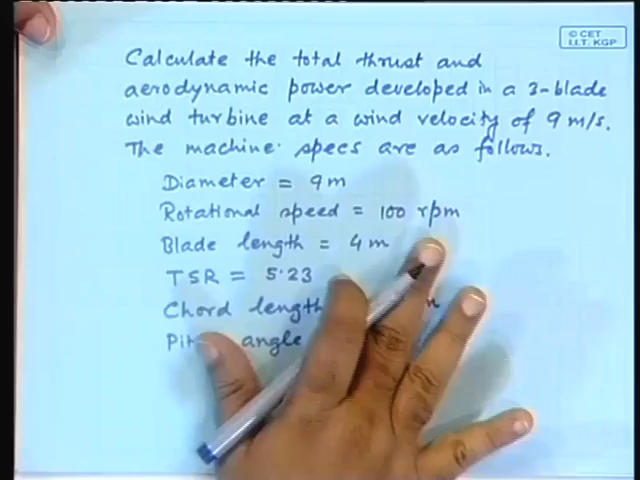 © CET
I.I.T. KGP
Calculate the total thrust and
aerodynamic power developed in a 3-blade
wind turbine at a wind velocity of 9 m/s.
The machine specs are as follows.
Diameter = 9m
Rotational speed = 100 rpm
Blade length = 4 m
TSR = 5.23
Chord length
angle